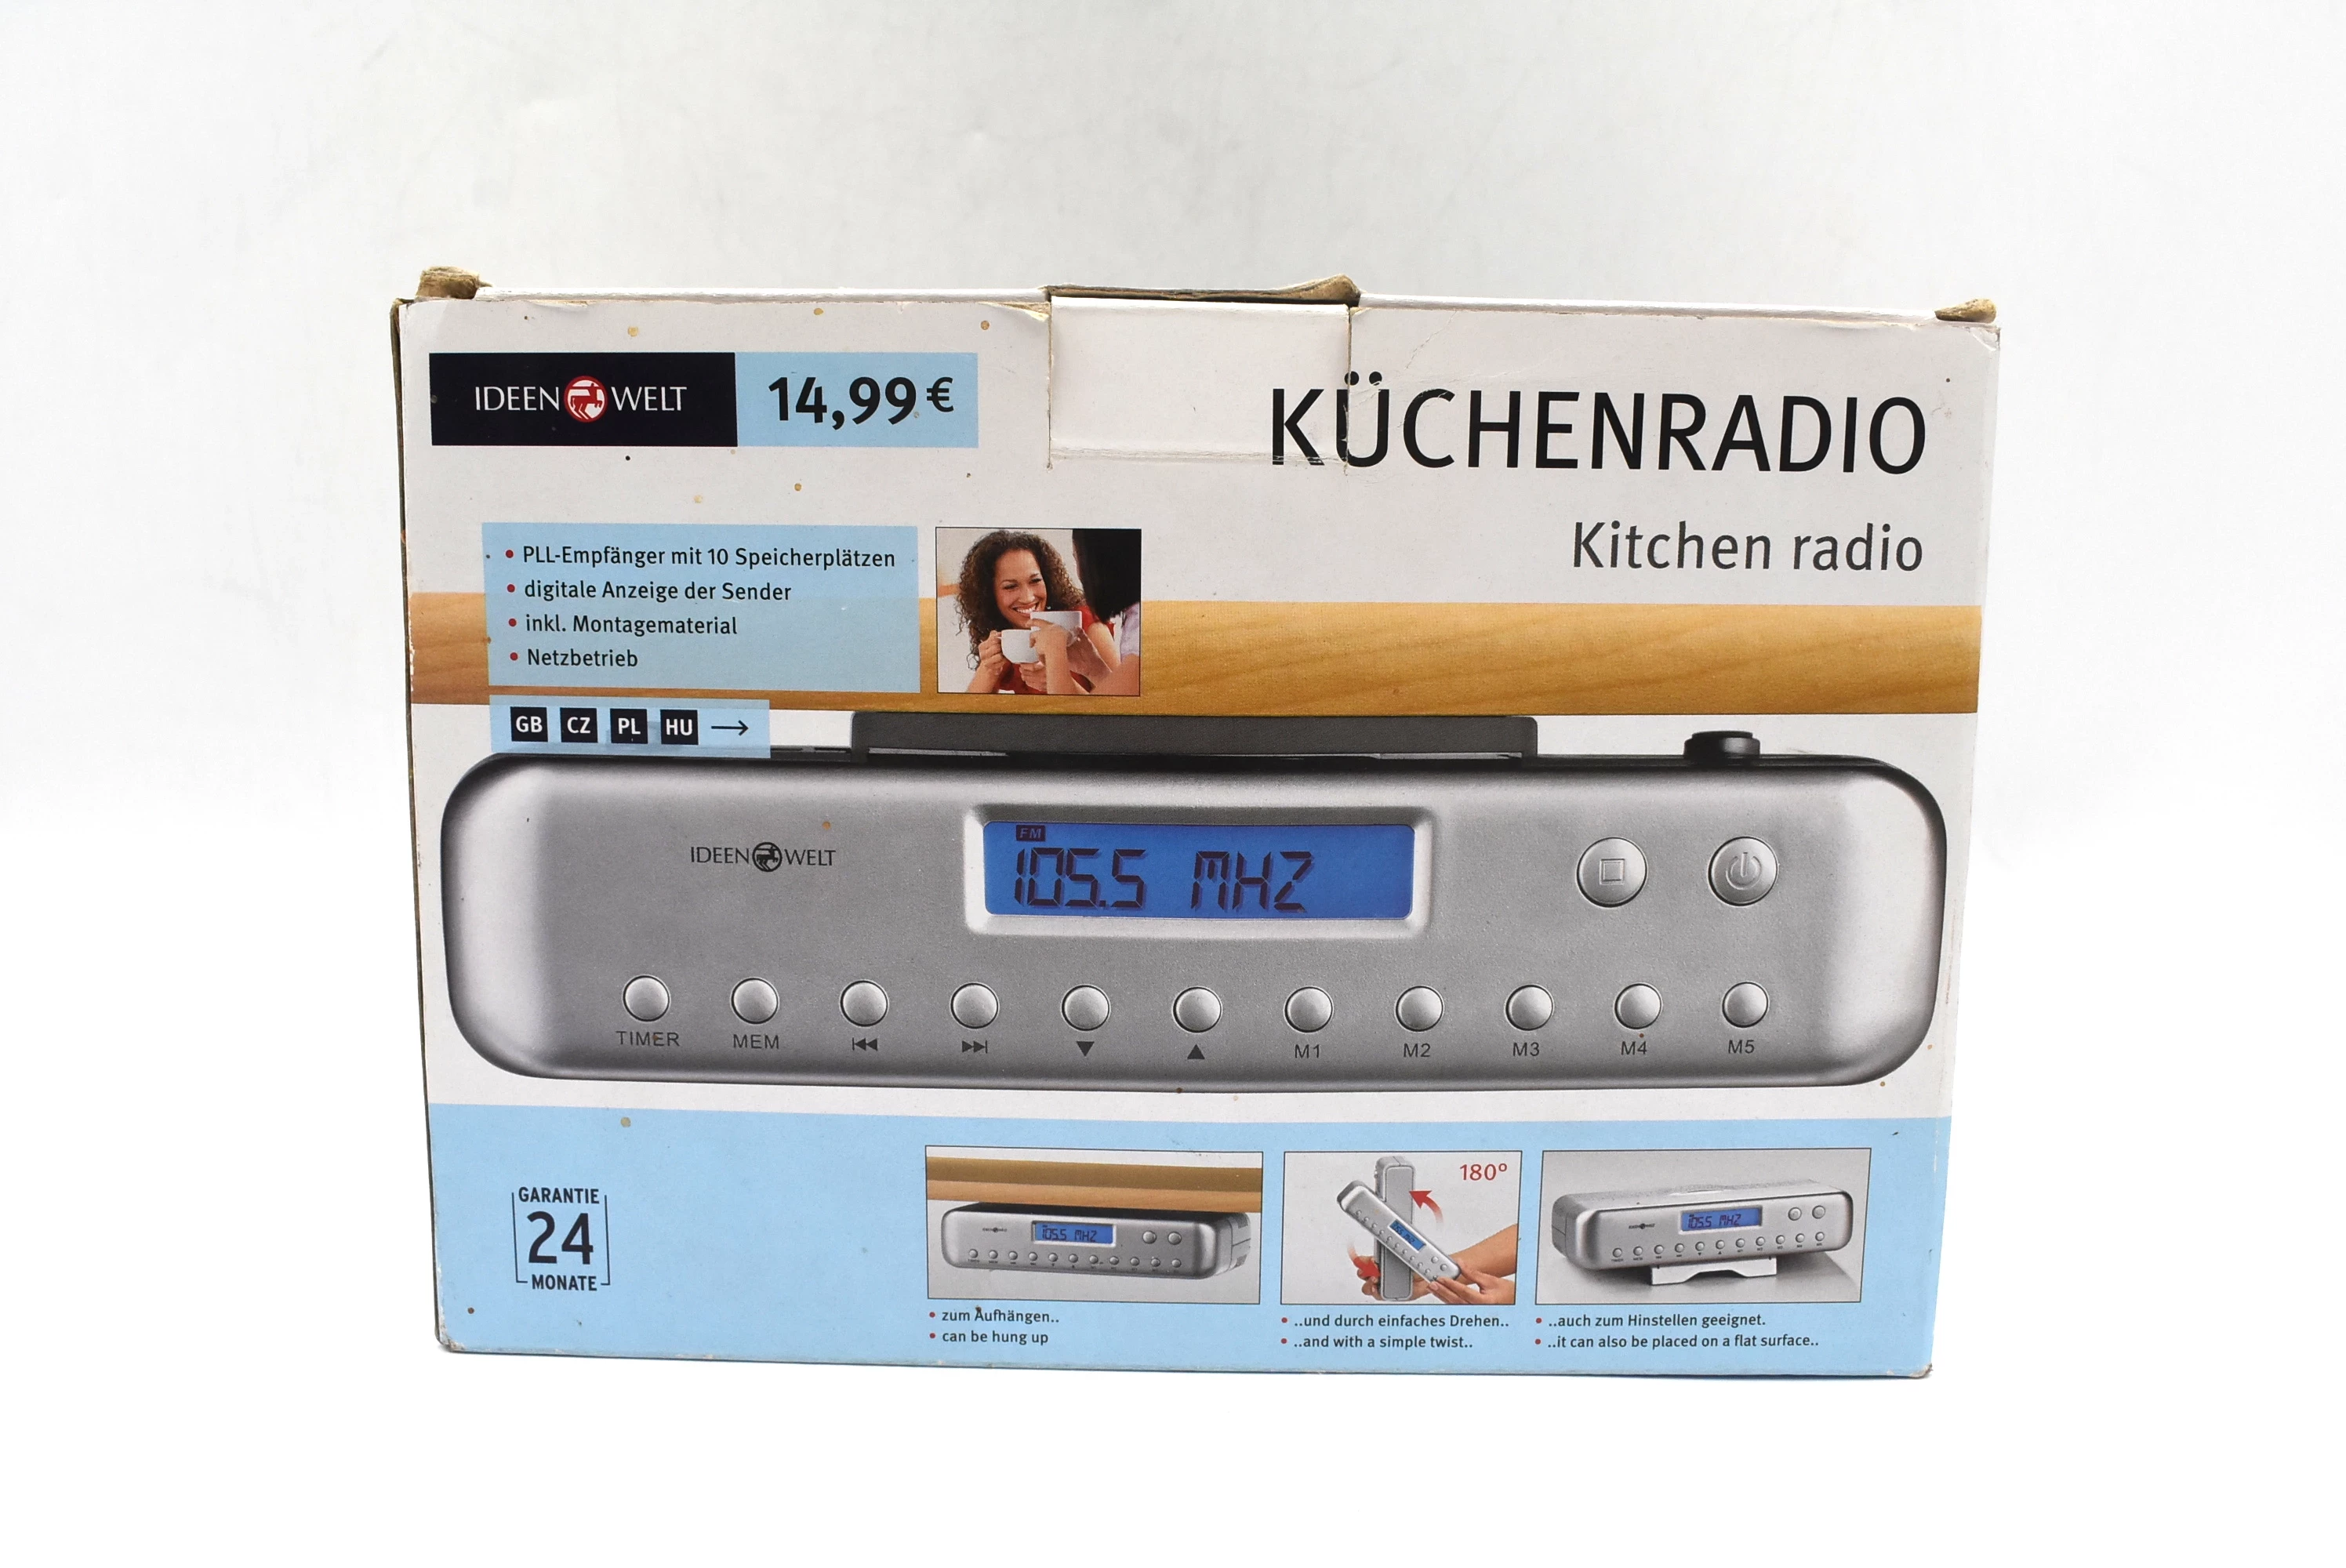 IDEEN WELT
14,99 €
KÜCHENRADIO
Kitchen radio
• PLL-Empfänger mit 10 Speicherplätzen
• digitale Anzeige der Sender
• inkl. Montagematerial
• Netzbetrieb
GB CZ PL HU →
IDEEN WELT
FM
105.5 MHZ
TIMER MEM M1 M2 M3 M4 M5
GARANTIE
24
MONATE
105.5 MHZ
180°
105.5 MHZ
• zum Aufhängen..
• can be hung up
• ..und durch einfaches Drehen..
• ..and with a simple twist..
• ..auch zum Hinstellen geeignet.
• ..it can also be placed on a flat surface..